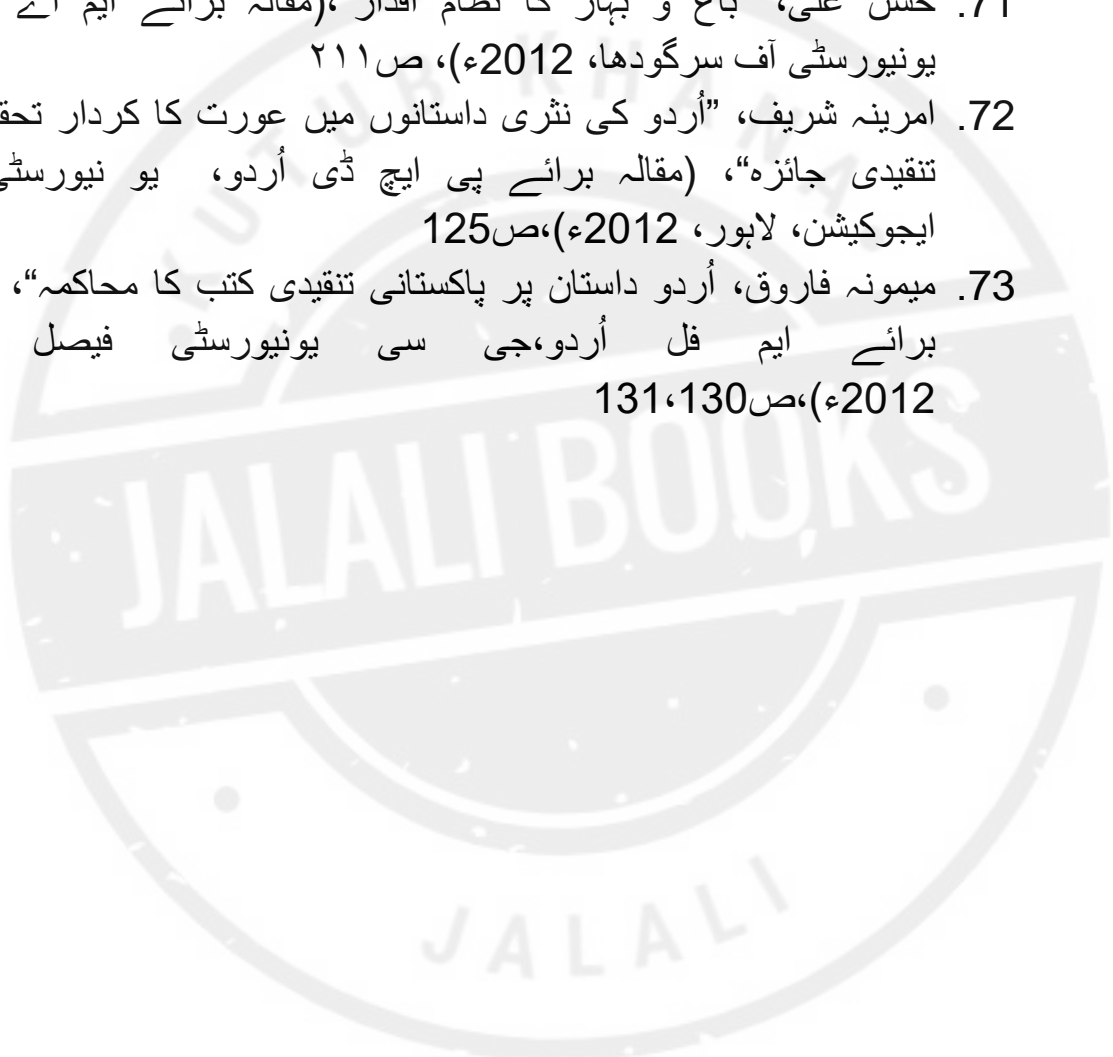 71. حسن علی، "باغ و بہار کا نظام اقدار"،(مقالہ برائے ایم اے
یونیورسٹی آف سرگودھا، 2012ء)، ص۲۱۱
72. امرینہ شریف، ”اُردو کی نثری داستانوں میں عورت کا کردار
تنقیدی جائزہ“، (مقالہ برائے پی ایچ ڈی اُردو، یو نیورسٹی
ایجوکیشن، لاہور، 2012ء)،ص125
73. میمونہ فاروق، اُردو داستان پر پاکستانی تنقیدی کتب کا محاکمہ“،
برائے ایم فل اُردو،جی سی یونیورسٹی فیصل
2012ء)،ص130،131
KUTUB KHANA
JALALI BOOKS
JALALI